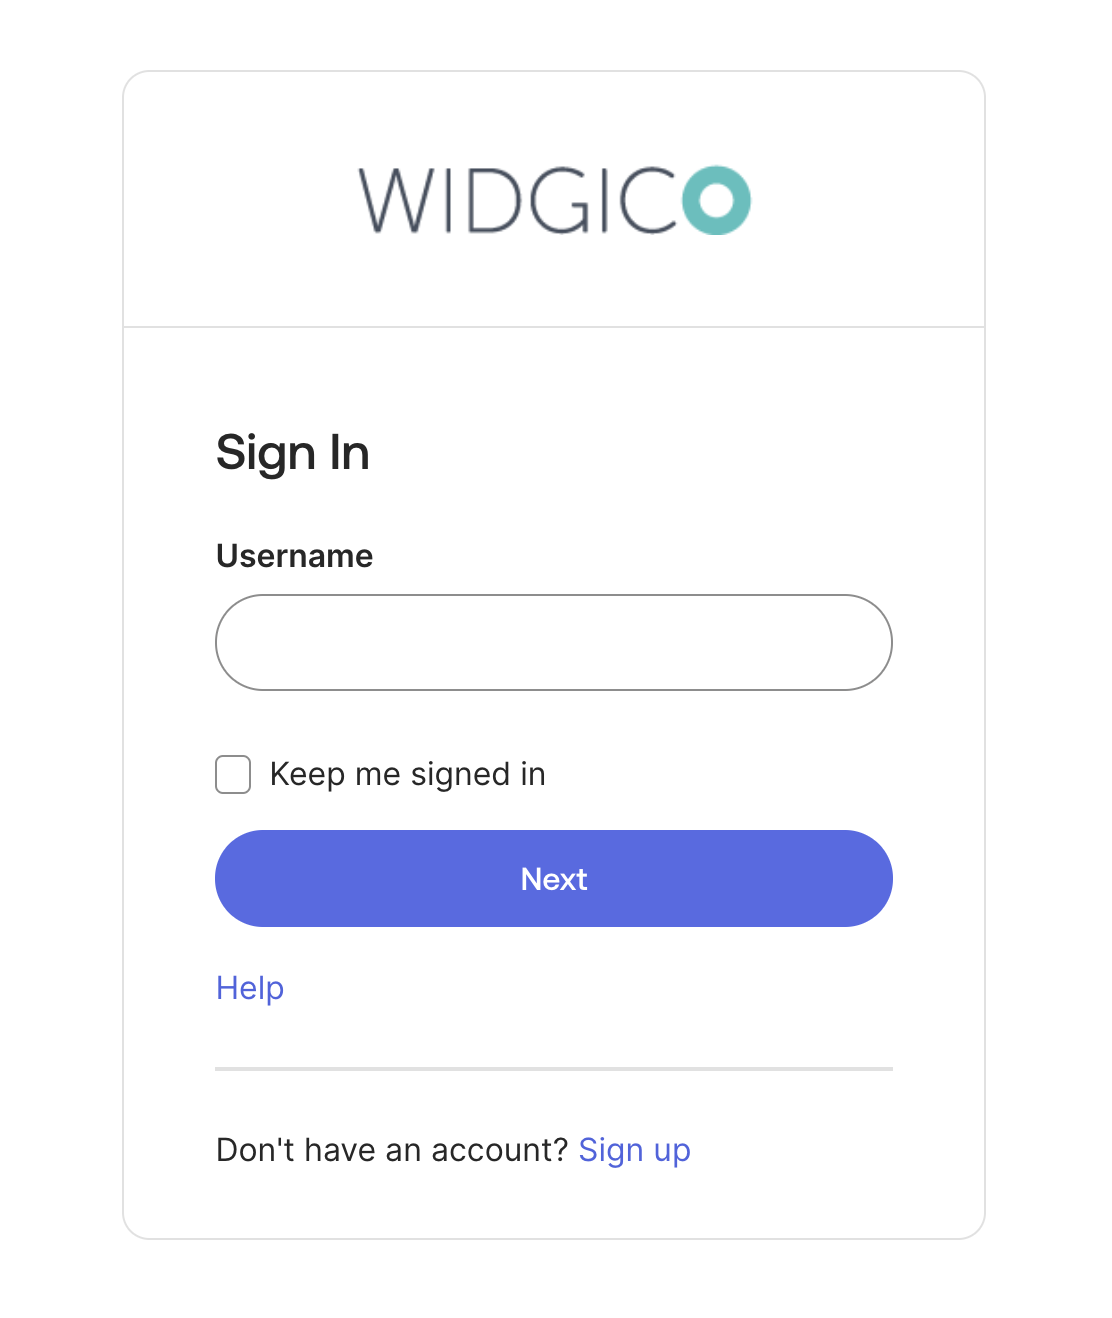 WIDGICO
Sign In
Username
Keep me signed in
Next
Help
Don't have an account? Sign up